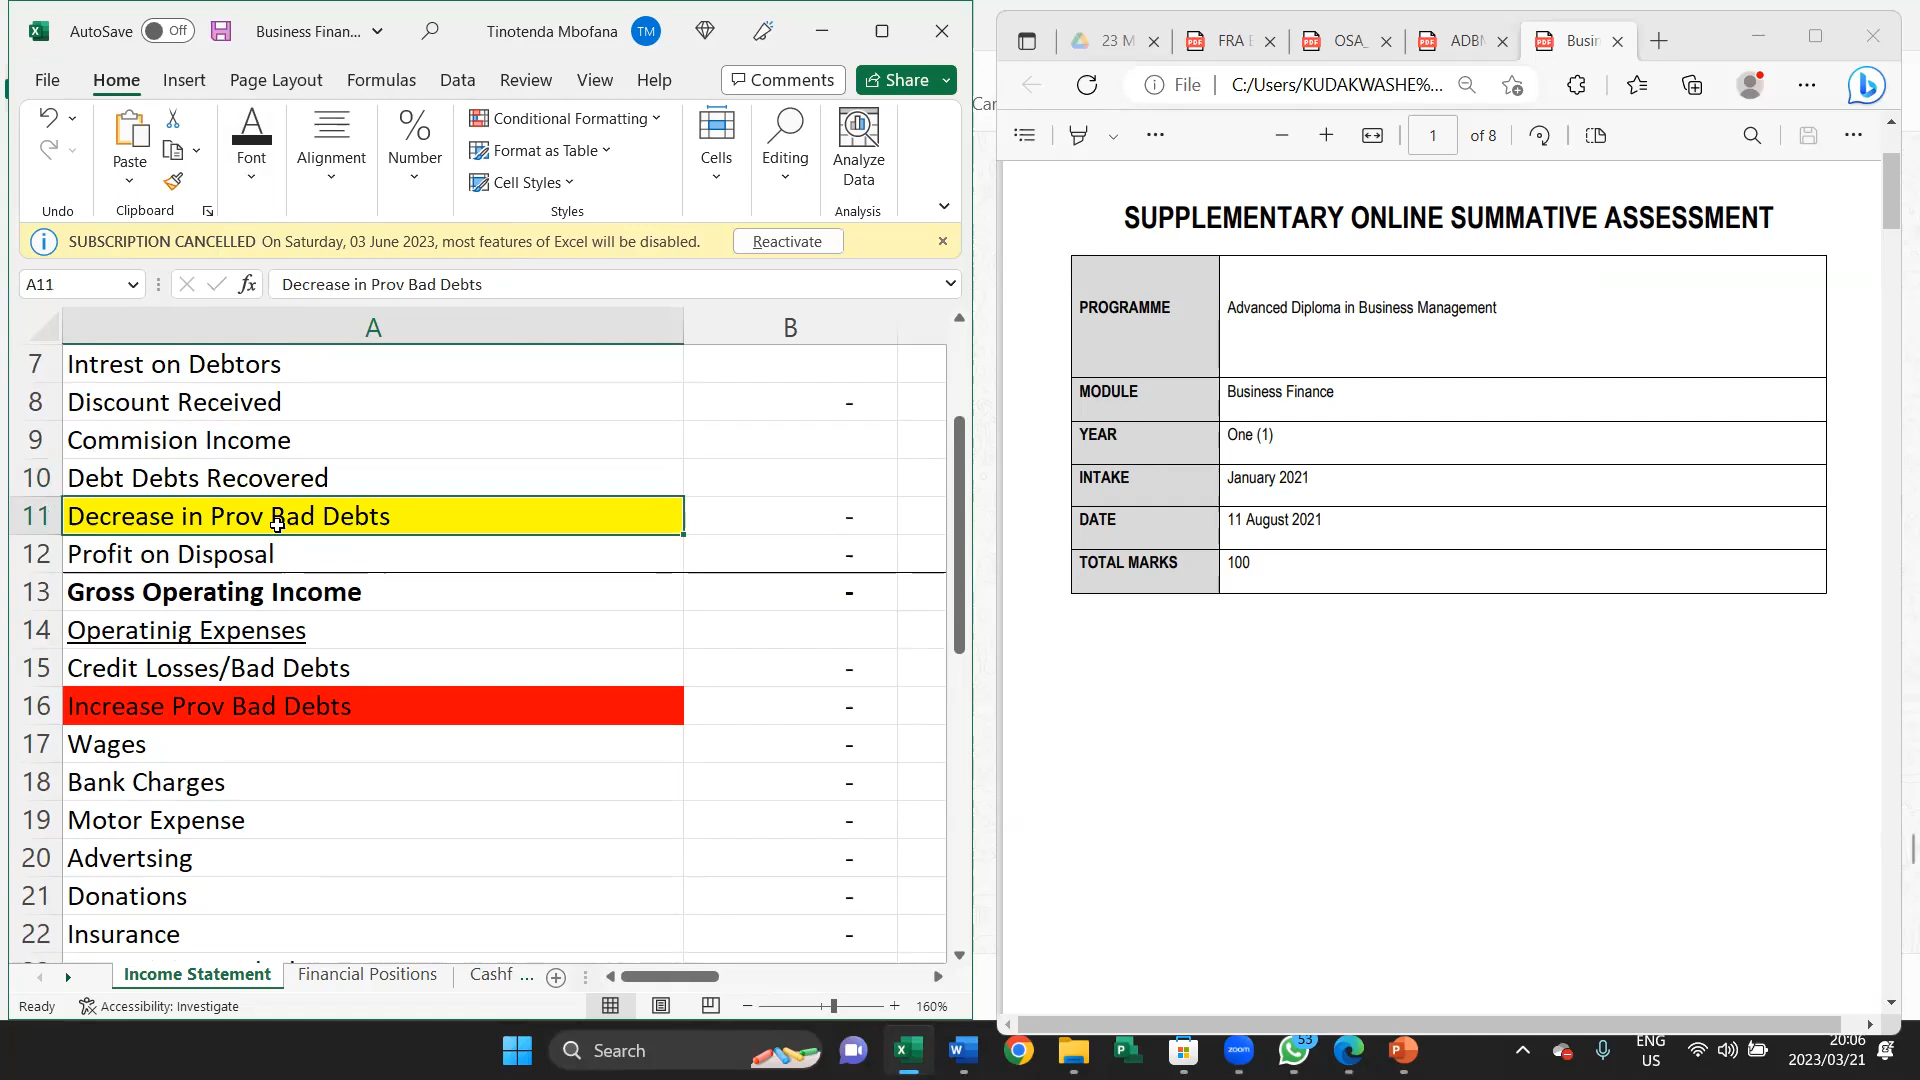 AutoSave Off Business Finan... Tinotenda Mbofana TM
File Home Insert Page Layout Formulas Data Review View Help Comments Share
Paste Font Alignment Number Conditional Formatting Format as Table Cell Styles Cells Editing Analyze Data
Undo Clipboard Styles Analysis
SUBSCRIPTION CANCELLED On Saturday, 03 June 2023, most features of Excel will be disabled. Reactivate
A11 fx Decrease in Prov Bad Debts
A B
7 Intrest on Debtors
8 Discount Received -
9 Commision Income
10 Debt Debts Recovered
11 Decrease in Prov Bad Debts -
12 Profit on Disposal -
13 Gross Operating Income -
14 Operatinig Expenses
15 Credit Losses/Bad Debts -
16 Increase Prov Bad Debts -
17 Wages -
18 Bank Charges -
19 Motor Expense -
20 Advertsing -
21 Donations -
22 Insurance -
Income Statement Financial Positions Cashf ...
Ready Accessibility: Investigate 160%
23 M FRA E OSA_ ADBM Busin
File C:/Users/KUDAKWASHE%...
1 of 8
SUPPLEMENTARY ONLINE SUMMATIVE ASSESSMENT
PROGRAMME Advanced Diploma in Business Management
MODULE Business Finance
YEAR One (1)
INTAKE January 2021
DATE 11 August 2021
TOTAL MARKS 100
Search zoom 53 ENG US 20:06 2023/03/21